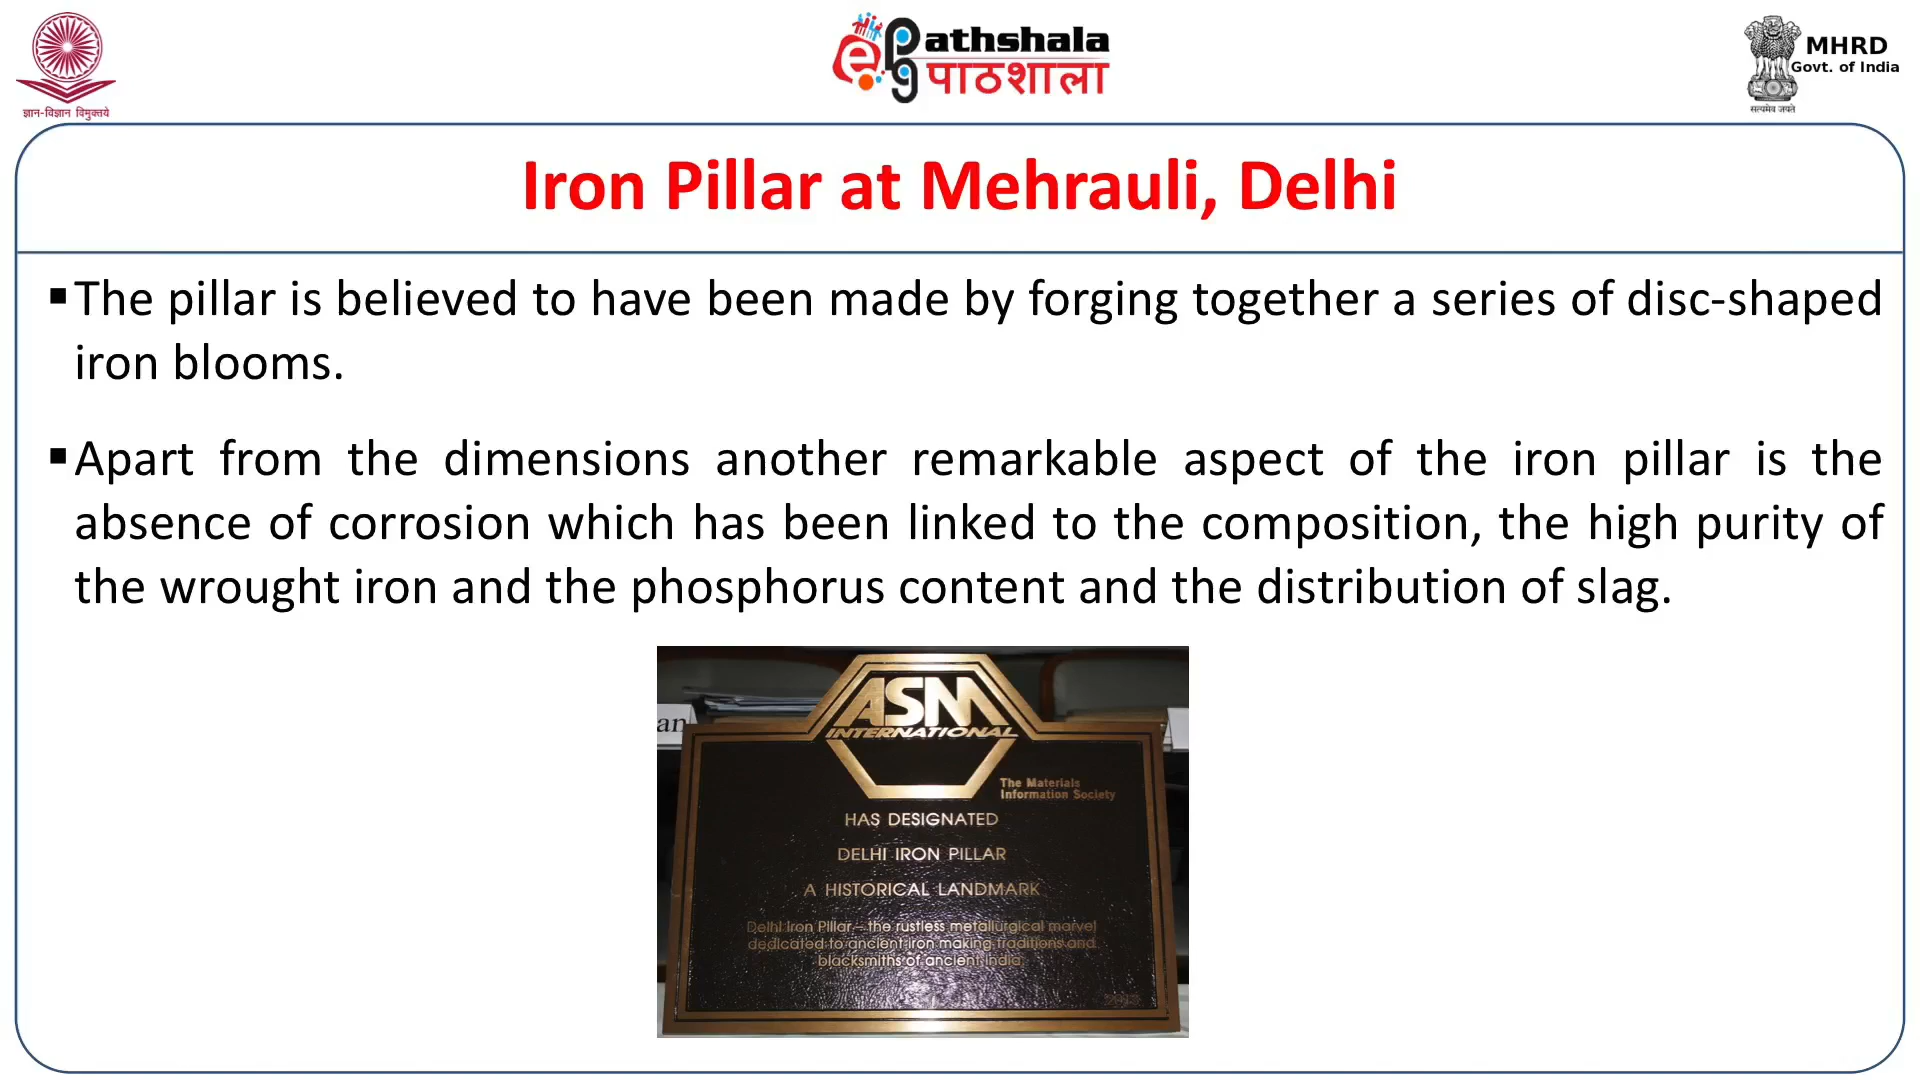 ज्ञान-विज्ञान विमुक्तये
Pathshala
पाठशाला
MHRD
Govt. of India
सत्यमेव जयते
Iron Pillar at Mehrauli, Delhi
▪The pillar is believed to have been made by forging together a series of disc-shaped
iron blooms.
▪Apart from the dimensions another remarkable aspect of the iron pillar is the
absence of corrosion which has been linked to the composition, the high purity of
the wrought iron and the phosphorus content and the distribution of slag.
an
ASM
INTERNATIONAL
The Materials
Information Society
HAS DESIGNATED
DELHI IRON PILLAR
A HISTORICAL LANDMARK
Delhi Iron Pillar—the rustless metallurgical marvel
dedicated to ancient iron making traditions and
blacksmiths of ancient India